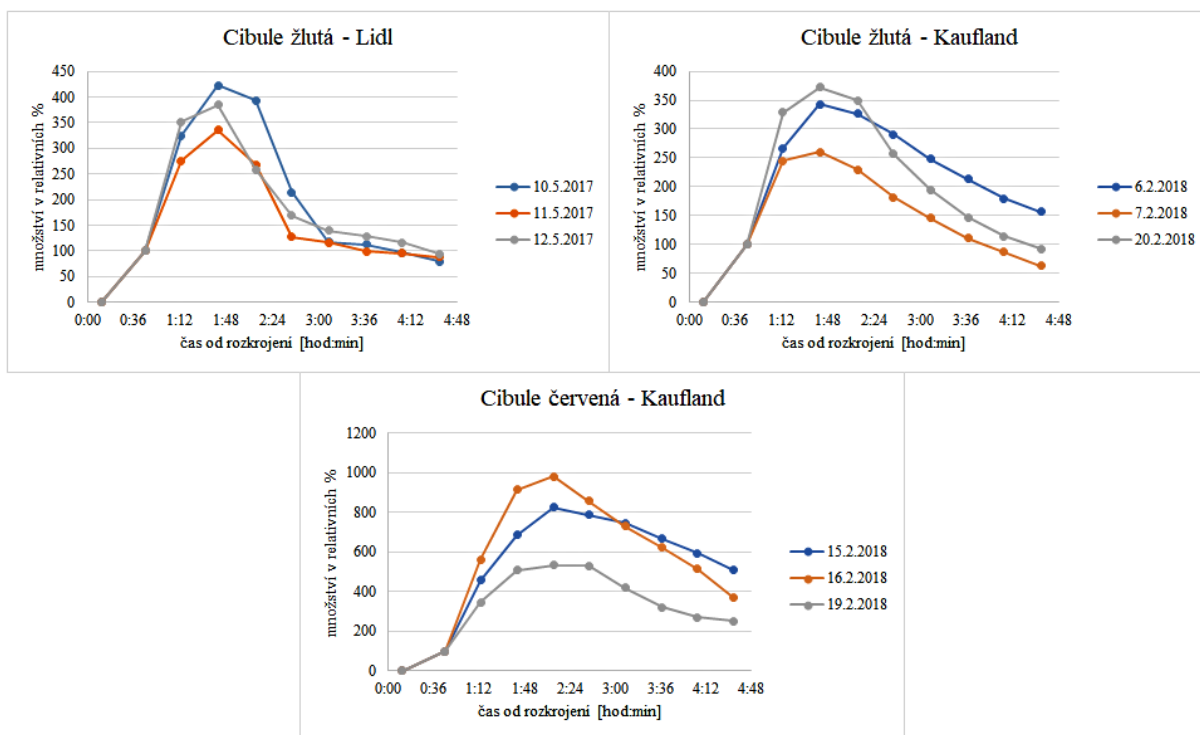 Cibule žlutá - Lidl
množství v relativních %
450
400
350
300
250
200
150
100
50
0
0:00 0:36 1:12 1:48 2:24 3:00 3:36 4:12 4:48
čas od rozkrojení [hod:min]
10.5.2017
11.5.2017
12.5.2017
Cibule žlutá - Kaufland
množství v relativních %
400
350
300
250
200
150
100
50
0
0:00 0:36 1:12 1:48 2:24 3:00 3:36 4:12 4:48
čas od rozkrojení [hod:min]
6.2.2018
7.2.2018
20.2.2018
Cibule červená - Kaufland
množství v relativních %
1200
1000
800
600
400
200
0
0:00 0:36 1:12 1:48 2:24 3:00 3:36 4:12 4:48
čas od rozkrojení [hod:min]
15.2.2018
16.2.2018
19.2.2018